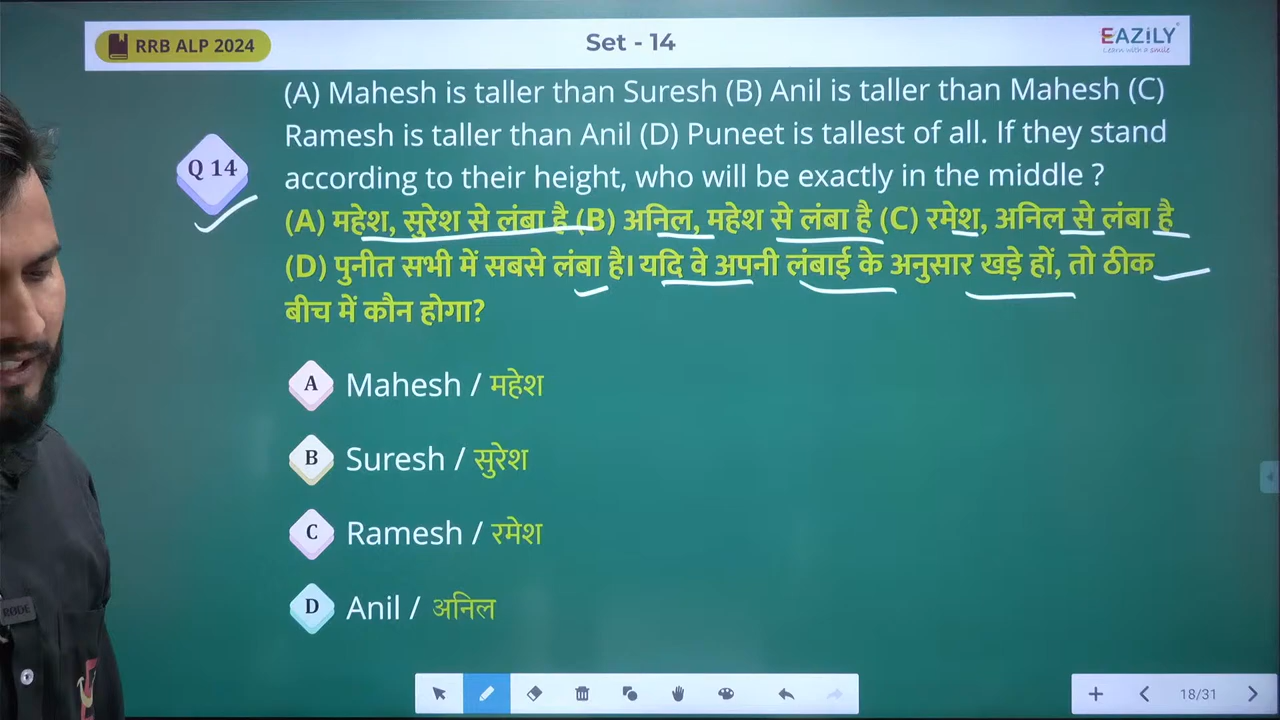 RRB ALP 2024
Set - 14
EAZILY
Learn with a smile
Q 14
(A) Mahesh is taller than Suresh (B) Anil is taller than Mahesh (C)
Ramesh is taller than Anil (D) Puneet is tallest of all. If they stand
according to their height, who will be exactly in the middle ?
(A) महेश, सुरेश से लंबा है (B) अनिल, महेश से लंबा है (C) रमेश, अनिल से लंबा है
(D) पुनीत सभी में सबसे लंबा है। यदि वे अपनी लंबाई के अनुसार खड़े हों, तो ठीक
बीच में कौन होगा?
A Mahesh / महेश
B Suresh / सुरेश
C Ramesh / रमेश
D Anil / अनिल
RODE
18/31